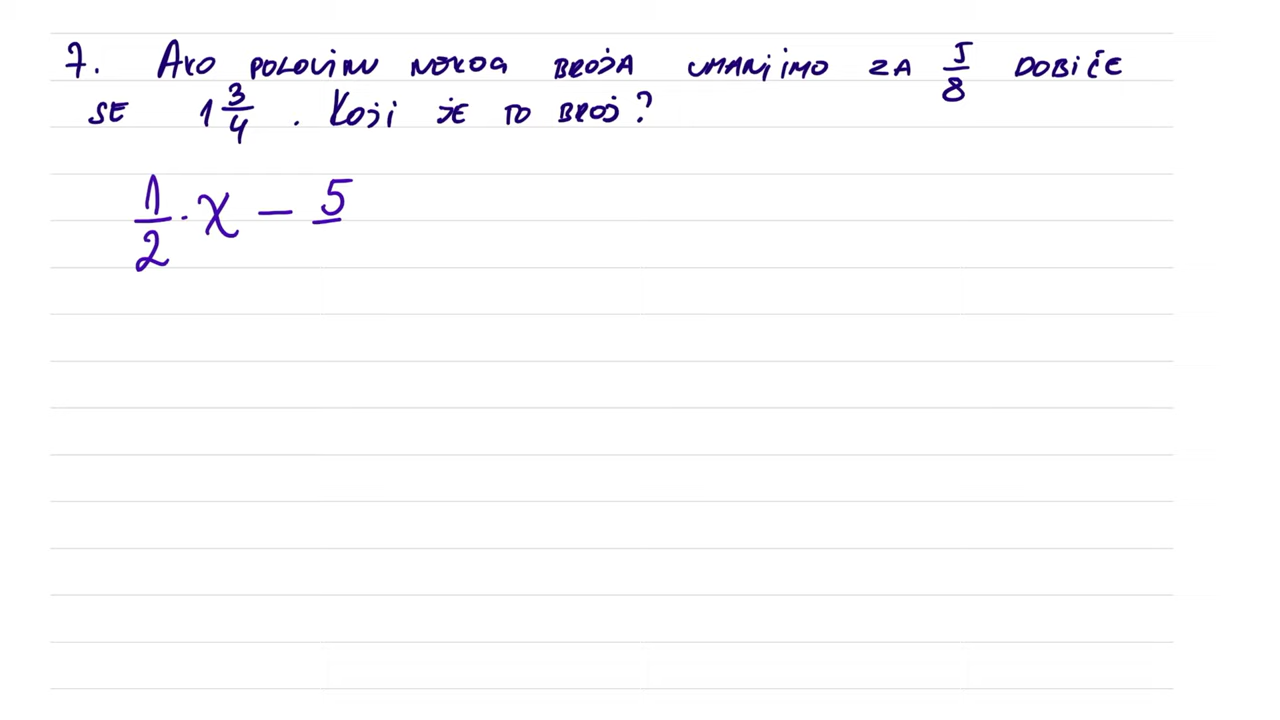 7. AKO POLOVINU NEKOG BROJA UMANJIMO ZA 5/8 DOBIĆE
SE 1 3/4. KOJI JE TO BROJ?
1/2 · x - 5